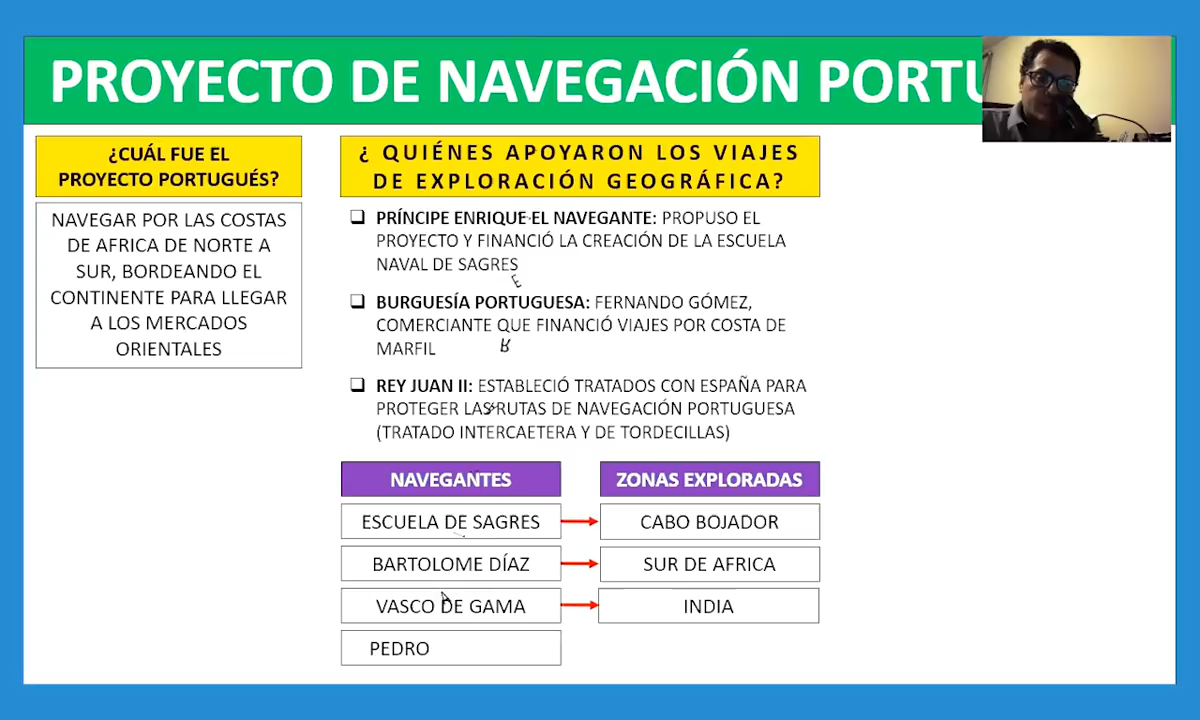 PROYECTO DE NAVEGACIÓN PORTU
¿CUÁL FUE EL
PROYECTO PORTUGUÉS?
NAVEGAR POR LAS COSTAS
DE AFRICA DE NORTE A
SUR, BORDEANDO EL
CONTINENTE PARA LLEGAR
A LOS MERCADOS
ORIENTALES
¿ QUIÉNES APOYARON LOS VIAJES
DE EXPLORACIÓN GEOGRÁFICA?
PRÍNCIPE ENRIQUE EL NAVEGANTE: PROPUSO EL
PROYECTO Y FINANCIÓ LA CREACIÓN DE LA ESCUELA
NAVAL DE SAGRES
BURGUESÍA PORTUGUESA: FERNANDO GÓMEZ,
COMERCIANTE QUE FINANCIÓ VIAJES POR COSTA DE
MARFIL
REY JUAN II: ESTABLECIÓ TRATADOS CON ESPAÑA PARA
PROTEGER LAS RUTAS DE NAVEGACIÓN PORTUGUESA
(TRATADO INTERCAETERA Y DE TORDECILLAS)
NAVEGANTES
ZONAS EXPLORADAS
ESCUELA DE SAGRES
CABO BOJADOR
BARTOLOME DÍAZ
SUR DE AFRICA
VASCO DE GAMA
INDIA
PEDRO